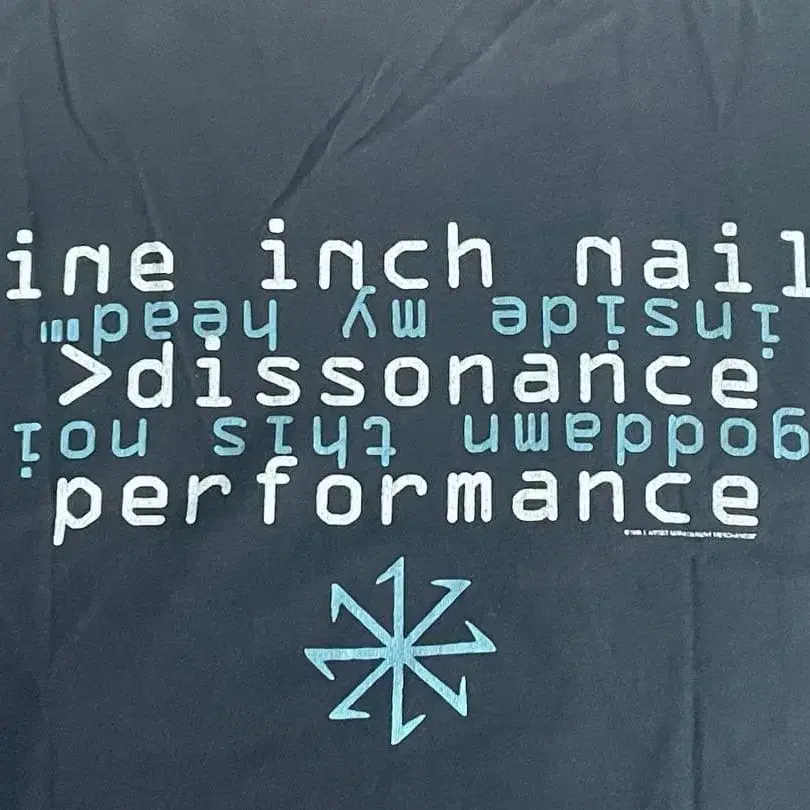 ine inch nail
inside my head...
>dissonance
goddamn this noi
performance